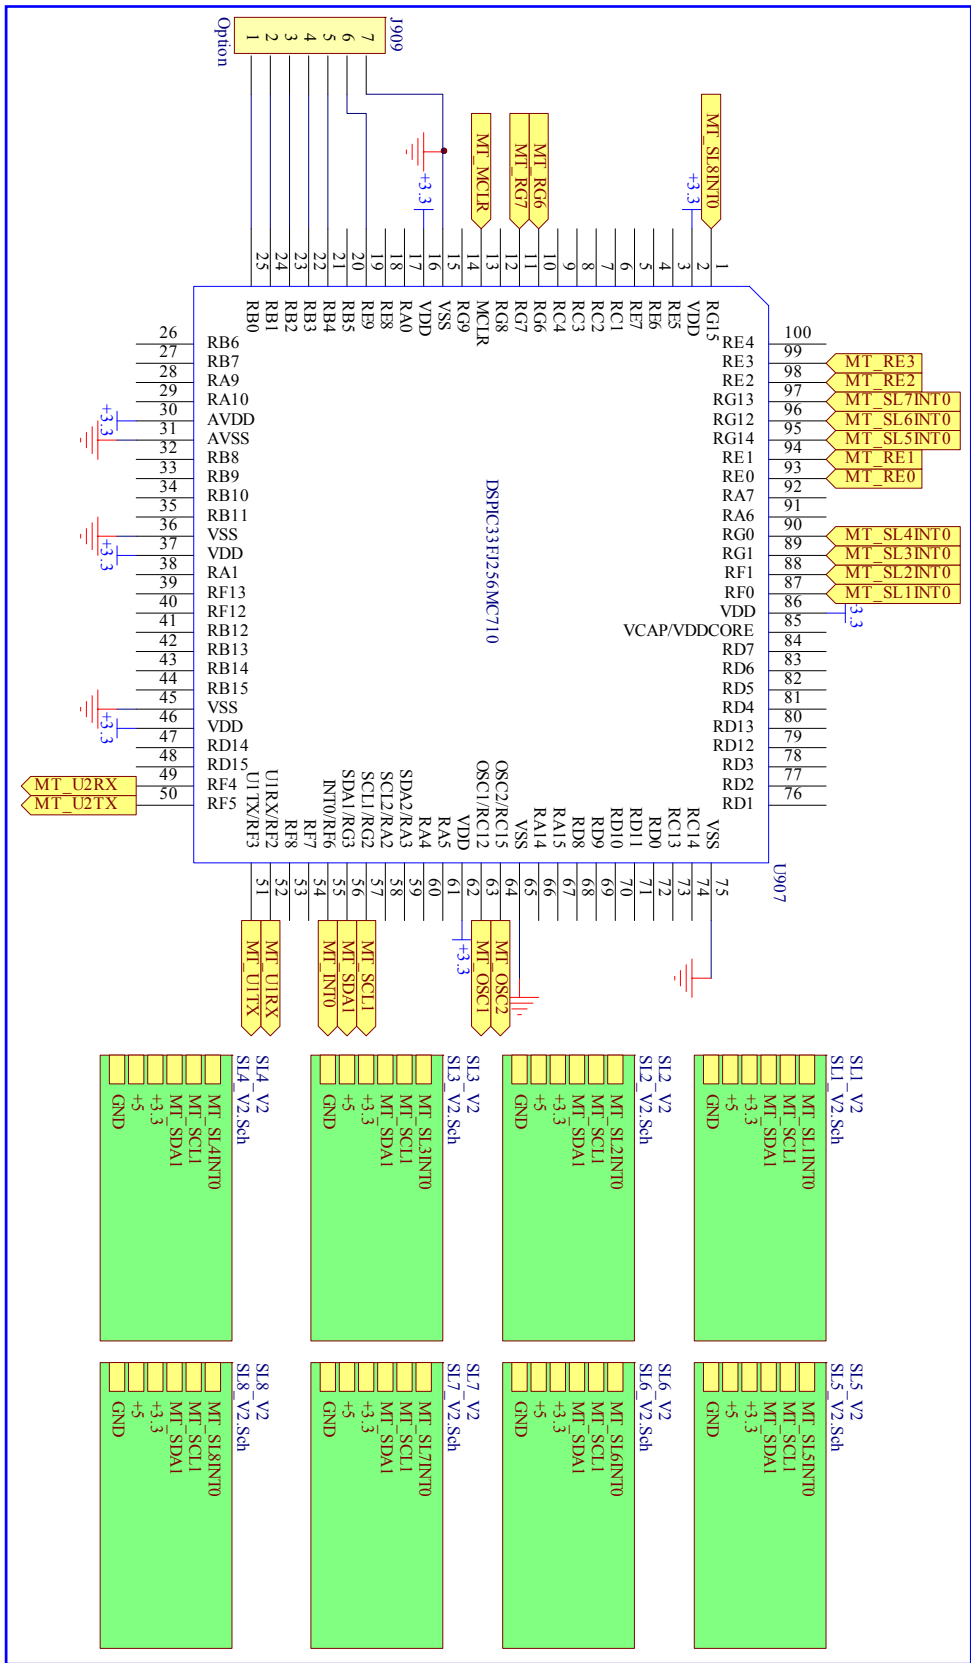 J909
Option
1
2
3
4
5
6
7
MT_MCLR
MT_RG7
MT_RG6
MT_SL8INT0
+3.3
+3.3
25
24
23
22
21
20
19
18
17
16
15
14
13
12
11
10
9
8
7
6
5
4
3
2
1
RB0
RB1
RB2
RB3
RB4
RB5
RE9
RE8
RA0
VDD
VSS
RG9
MCLR
RG8
RG7
RG6
RC4
RC3
RC2
RC1
RE7
RE6
RE5
VDD
RG15
26 RB6
27 RB7
28 RA9
29 RA10
30 AVDD
31 AVSS
32 RB8
33 RB9
34 RB10
35 RB11
36 VSS
37 VDD
38 RA1
39 RF13
40 RF12
41 RB12
42 RB13
43 RB14
44 RB15
45 VSS
46 VDD
47 RD14
48 RD15
49 RF4
50 RF5
+3.3
+3.3
+3.3
MT_U2RX
MT_U2TX
DSPIC33FJ256MC710
RE4 100
RE3 99 MT_RE3
RE2 98 MT_RE2
RG13 97 MT_SL7INT0
RG12 96 MT_SL6INT0
RG14 95 MT_SL5INT0
RE1 94 MT_RE1
RE0 93 MT_RE0
RA7 92
RA6 91
RG0 90 MT_SL4INT0
RG1 89 MT_SL3INT0
RF1 88 MT_SL2INT0
RF0 87 MT_SL1INT0
VDD 86
3.3
VCAP/VDDCORE 85
RD7 84
RD6 83
RD5 82
RD4 81
RD13 80
RD12 79
RD3 78
RD2 77
RD1 76
U907
U1TX/RF3
U1RX/RF2
RF8
RF7
INT0/RF6
SDA1/RG3
SCL1/RG2
SCL2/RA2
SDA2/RA3
RA4
RA5
VDD
OSC1/RC12
OSC2/RC15
VSS
RA14
RA15
RD8
RD9
RD10
RD11
RD0
RC13
RC14
VSS
51
52
53
54
55
56
57
58
59
60
61
62
63
64
65
66
67
68
69
70
71
72
73
74
75
MT_U1TX
MT_U1RX
MT_INT0
MT_SDA1
MT_SCL1
+3.3
MT_OSC1
MT_OSC2
SL1_V2
SL1_V2.Sch
MT_SL1INT0
MT_SCL1
MT_SDA1
+3.3
+5
GND
SL2_V2
SL2_V2.Sch
MT_SL2INT0
MT_SCL1
MT_SDA1
+3.3
+5
GND
SL3_V2
SL3_V2.Sch
MT_SL3INT0
MT_SCL1
MT_SDA1
+3.3
+5
GND
SL4_V2
SL4_V2.Sch
MT_SL4INT0
MT_SCL1
MT_SDA1
+3.3
+5
GND
SL5_V2
SL5_V2.Sch
MT_SL5INT0
MT_SCL1
MT_SDA1
+3.3
+5
GND
SL6_V2
SL6_V2.Sch
MT_SL6INT0
MT_SCL1
MT_SDA1
+3.3
+5
GND
SL7_V2
SL7_V2.Sch
MT_SL7INT0
MT_SCL1
MT_SDA1
+3.3
+5
GND
SL8_V2
SL8_V2.Sch
MT_SL8INT0
MT_SCL1
MT_SDA1
+3.3
+5
GND